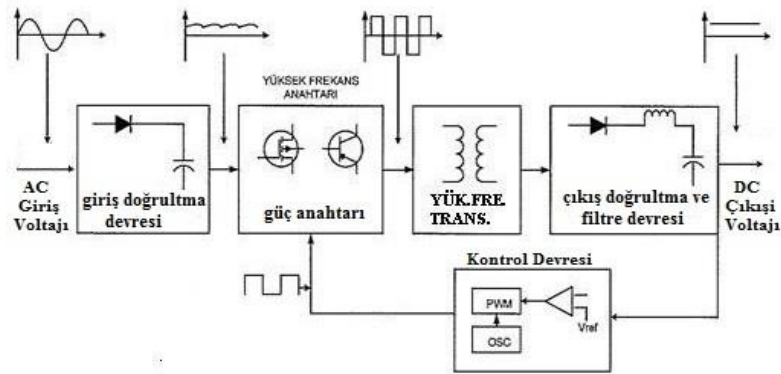 YÜKSEK FREKANS
ANAHTARI
AC
Giriş
Voltajı
giriş doğrultma
devresi
güç anahtarı
YÜK.FRE.
TRANS.
çıkış doğrultma ve
filtre devresi
DC
Çıkışi
Voltajı
Kontrol Devresi
PWM
OSC
Vref